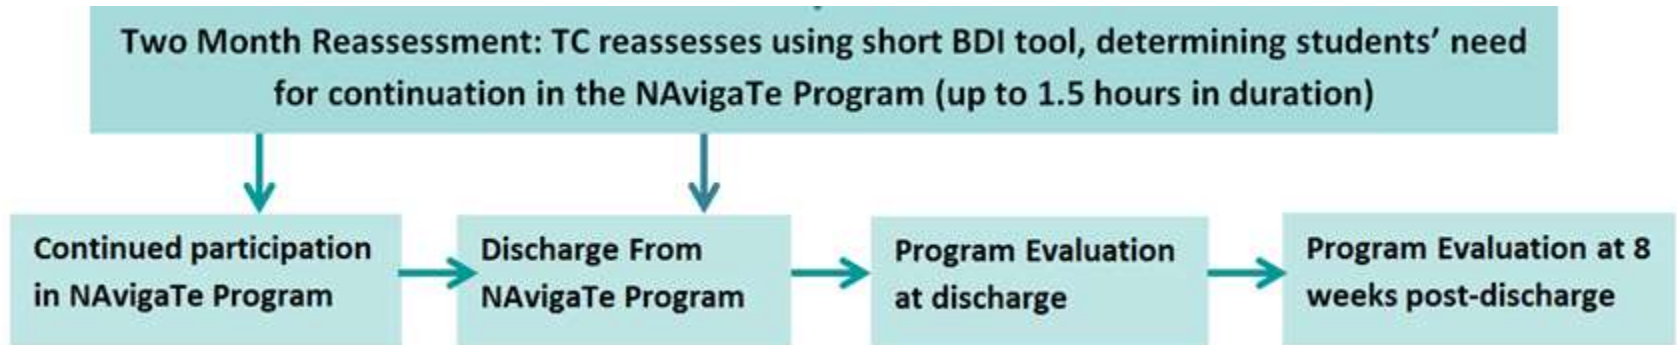 Two Month Reassessment: TC reassesses using short BDI tool, determining students’ need
for continuation in the NAvigaTe Program (up to 1.5 hours in duration)
Continued participation
in NAvigaTe Program
Discharge From
NAvigaTe Program
Program Evaluation
at discharge
Program Evaluation at 8
weeks post-discharge